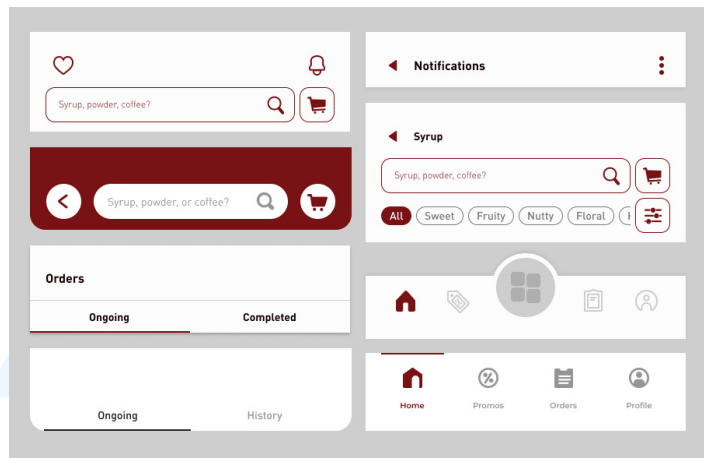 Syrup, powder, coffee?
Syrup, powder, or coffee?
Orders
Ongoing Completed
Ongoing History
Notifications
Syrup
Syrup, powder, coffee?
All Sweet Fruity Nutty Floral
Home Promos Orders Profile